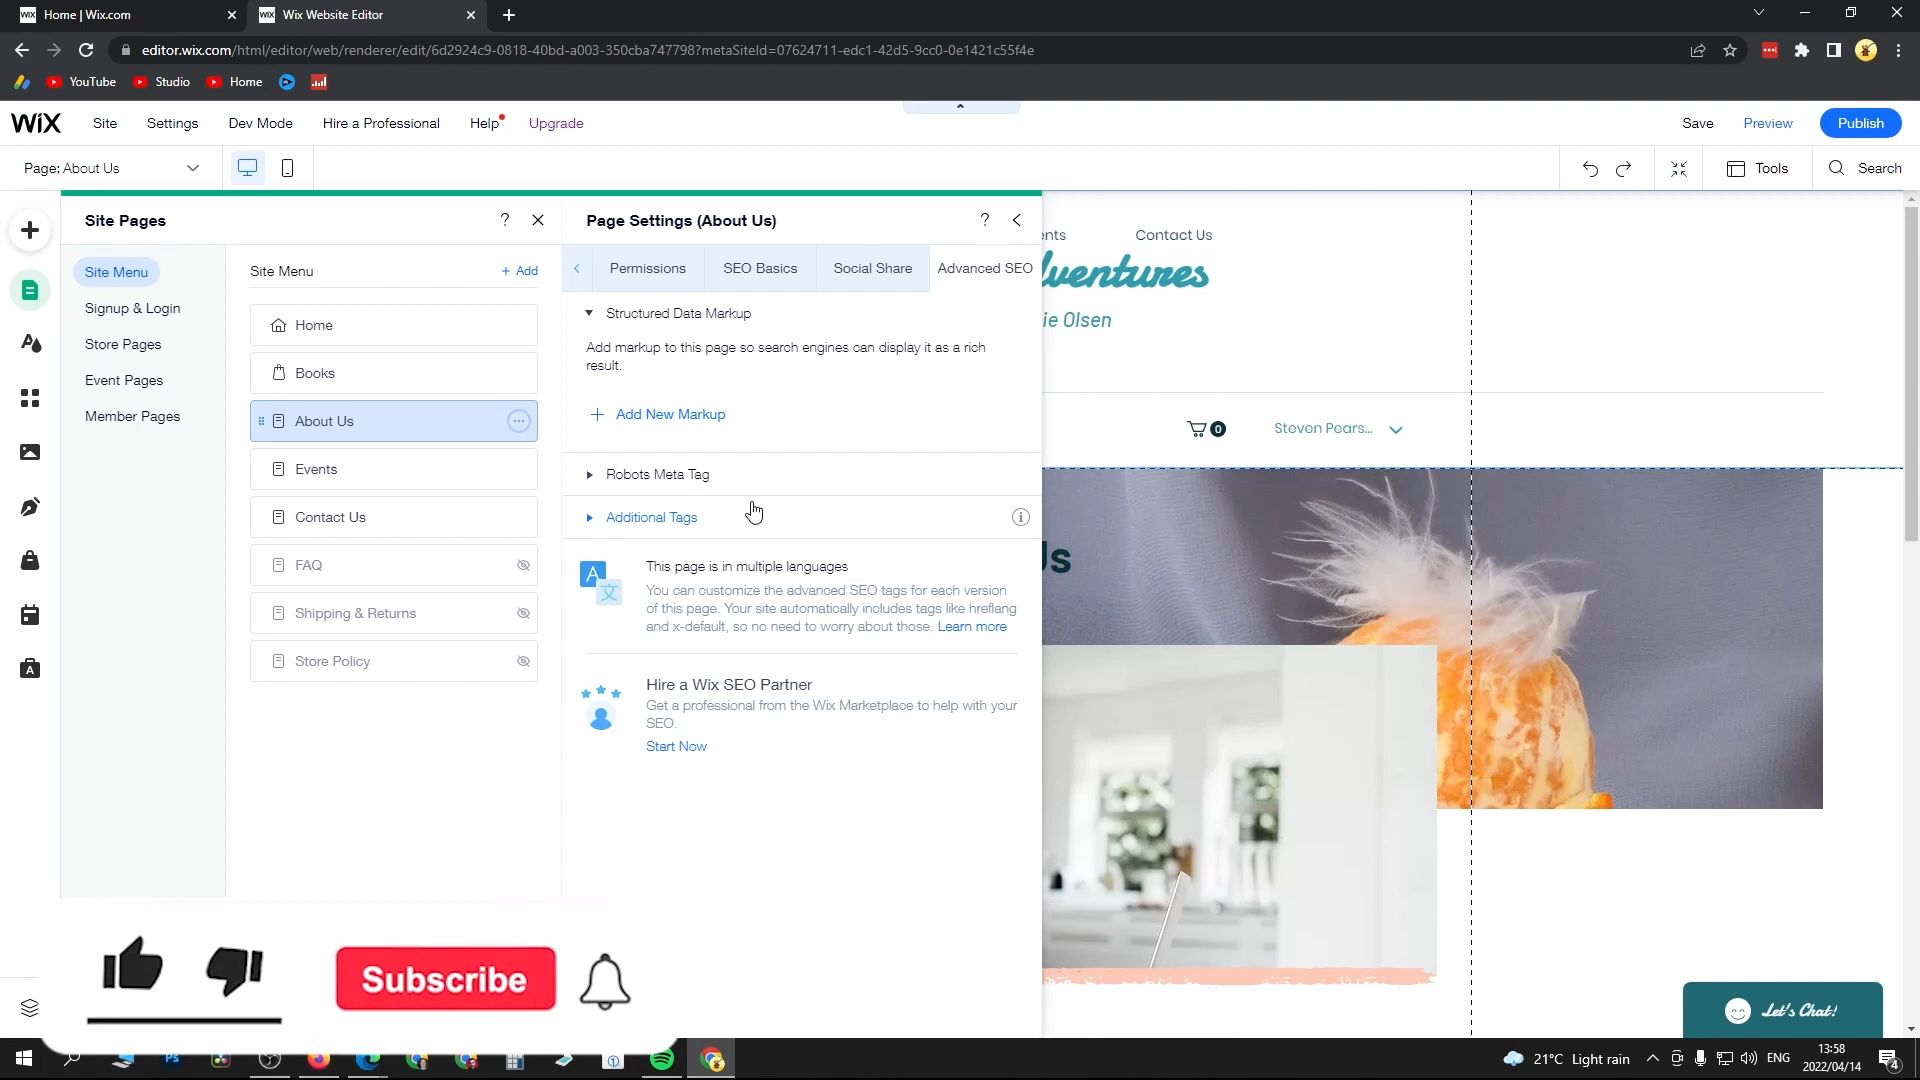 Home | Wix.com
Wix Website Editor
editor.wix.com/html/editor/web/renderer/edit/6d2924c9-0818-40bd-a003-350cba747798?metaSiteId=07624711-edc1-42d5-9cc0-0e1421c55f4e
YouTube
Studio
Home
WiX
Site
Settings
Dev Mode
Hire a Professional
Help
Upgrade
Save
Preview
Publish
Page: About Us
Tools
Search
Site Pages
?
Page Settings (About Us)
?
Site Menu
Signup & Login
Store Pages
Event Pages
Member Pages
Site Menu
+ Add
Home
Books
About Us
Events
Contact Us
FAQ
Shipping & Returns
Store Policy
Permissions
SEO Basics
Social Share
Advanced SEO
Structured Data Markup
Add markup to this page so search engines can display it as a rich
result.
+ Add New Markup
Robots Meta Tag
Additional Tags
This page is in multiple languages
You can customize the advanced SEO tags for each version
of this page. Your site automatically includes tags like hreflang
and x-default, so no need to worry about those. Learn more
Hire a Wix SEO Partner
Get a professional from the Wix Marketplace to help with your
SEO.
Start Now
nts
Contact Us
dventures
ie Olsen
0
Steven Pears...
Us
Let's Chat!
Subscribe
21°C Light rain
ENG
13:58
2022/04/14
4